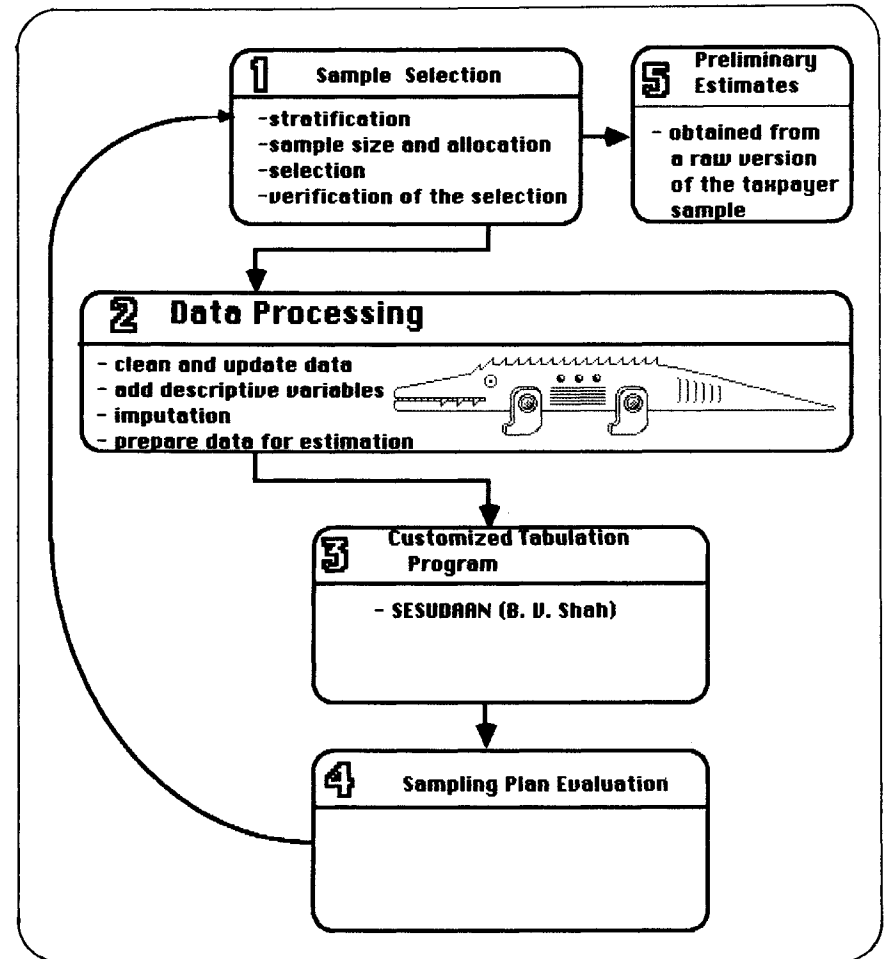 1 Sample Selection
-stratification
-sample size and allocation
-selection
-verification of the selection
5 Preliminary
Estimates
- obtained from
a raw version
of the taxpayer
sample
2 Data Processing
- clean and update data
- add descriptive variables
- imputation
- prepare data for estimation
3 Customized Tabulation
Program
- SESUDAAN (B. V. Shah)
4 Sampling Plan Evaluation